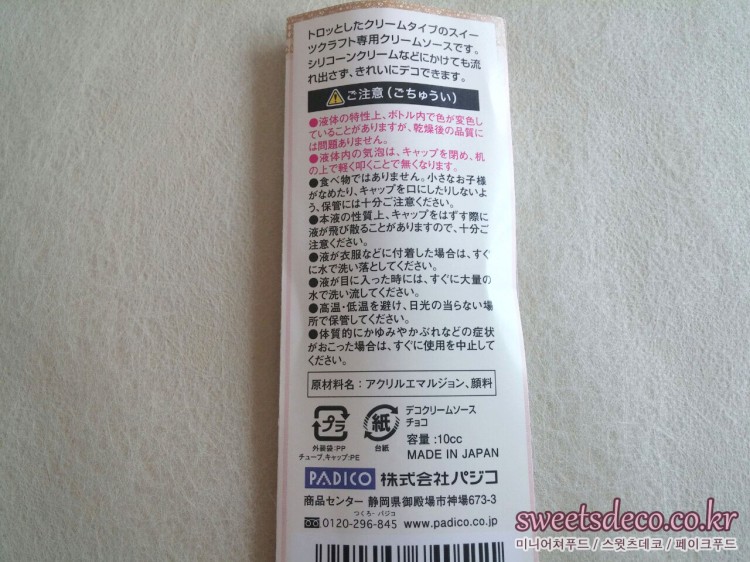 トロッとしたクリームタイプのスイー
ツクラフト専用クリームソースです。
シリコーンクリームなどにかけても流
れ出さず、きれいにデコできます。
ご注意（ごちゅうい）
●液体の特性上、ボトル内で色が変色し
ていることがありますが、乾燥後の品質に
は問題ありません。
●液体内の気泡は、キャップを閉め、机
の上で軽く叩くことで無くなります。
●食べ物ではありません。小さなお子様
がなめたり、キャップを口にしたりしないよ
う、保管には十分ご注意ください。
●本液の性質上、キャップをはずす際に
液が飛び散ることがありますので、十分ご
注意ください。
●液が衣服などに付着した場合は、すぐ
に水で洗い落としてください。
●液が目に入った時には、すぐに大量の
水で洗い流してください。
●高温・低温を避け、日光の当らない場
所で保管してください。
●体質的にかゆみやかぶれなどの症状
がおこった場合は、すぐに使用を中止して
ください。
原材料名：アクリルエマルジョン、顔料
プラ
外装袋:PP
チューブ,キャップ:PE
紙
台紙
デコクリームソース
チョコ
容量：10cc
MADE IN JAPAN
PADICO 株式会社パジコ
商品センター 静岡県御殿場市神場673-3
つくろー パジコ
0120-296-845 www.padico.co.jp
sweetsdeco.co.kr
미니어쳐푸드 / 스윗츠데코 / 페이크푸드